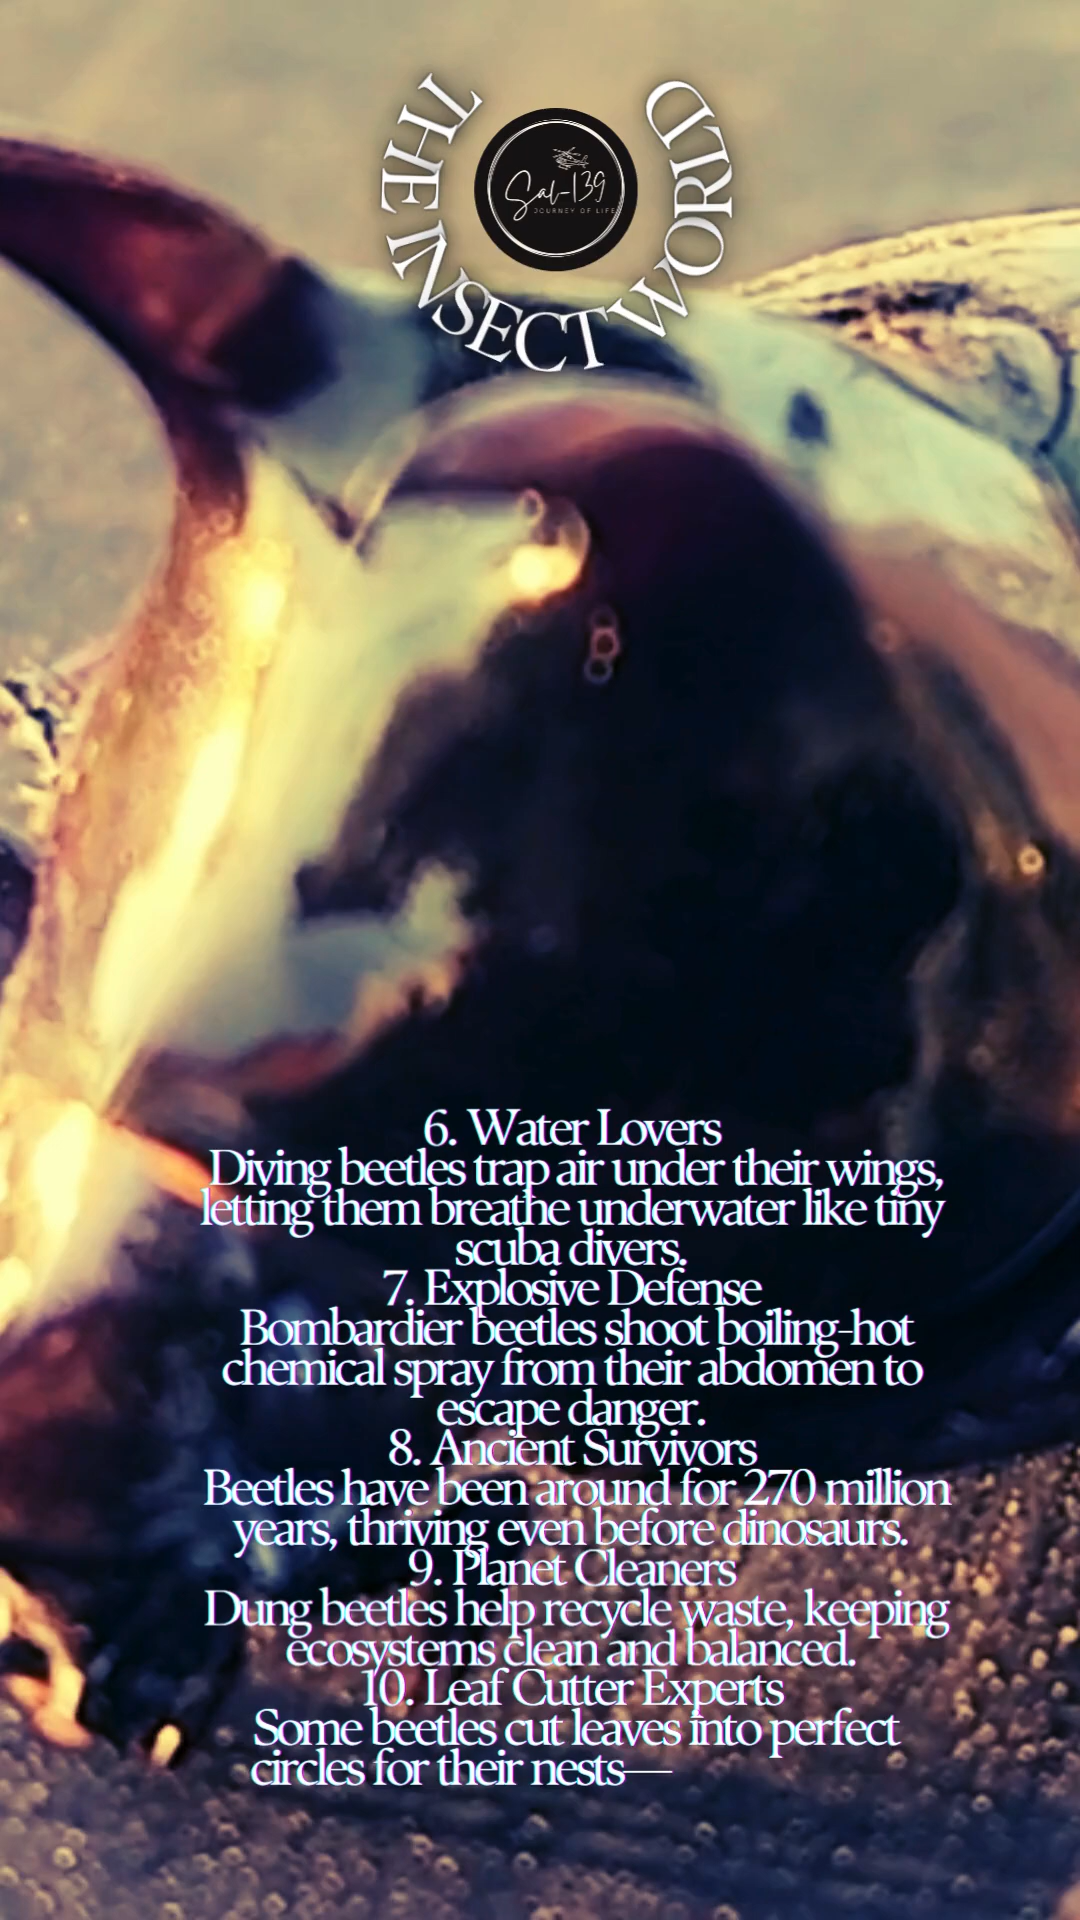 THE INSECT WORLD
Sal-139
JOURNEY OF LIFE
6. Water Lovers
Diving beetles trap air under their wings,
letting them breathe underwater like tiny
scuba divers.
7. Explosive Defense
Bombardier beetles shoot boiling-hot
chemical spray from their abdomen to
escape danger.
8. Ancient Survivors
Beetles have been around for 270 million
years, thriving even before dinosaurs.
9. Planet Cleaners
Dung beetles help recycle waste, keeping
ecosystems clean and balanced.
10. Leaf Cutter Experts
Some beetles cut leaves into perfect
circles for their nests—